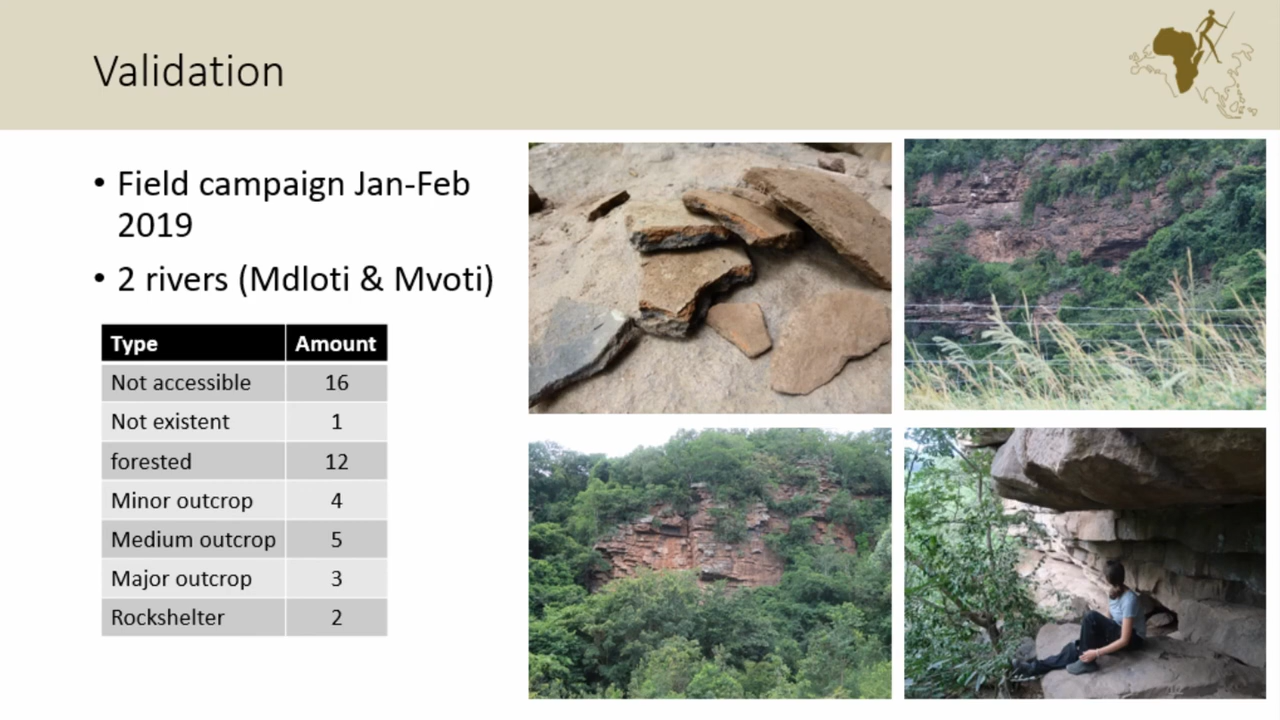 Validation
• Field campaign Jan-Feb
2019
• 2 rivers (Mdloti & Mvoti)
Type Amount
Not accessible 16
Not existent 1
forested 12
Minor outcrop 4
Medium outcrop 5
Major outcrop 3
Rockshelter 2